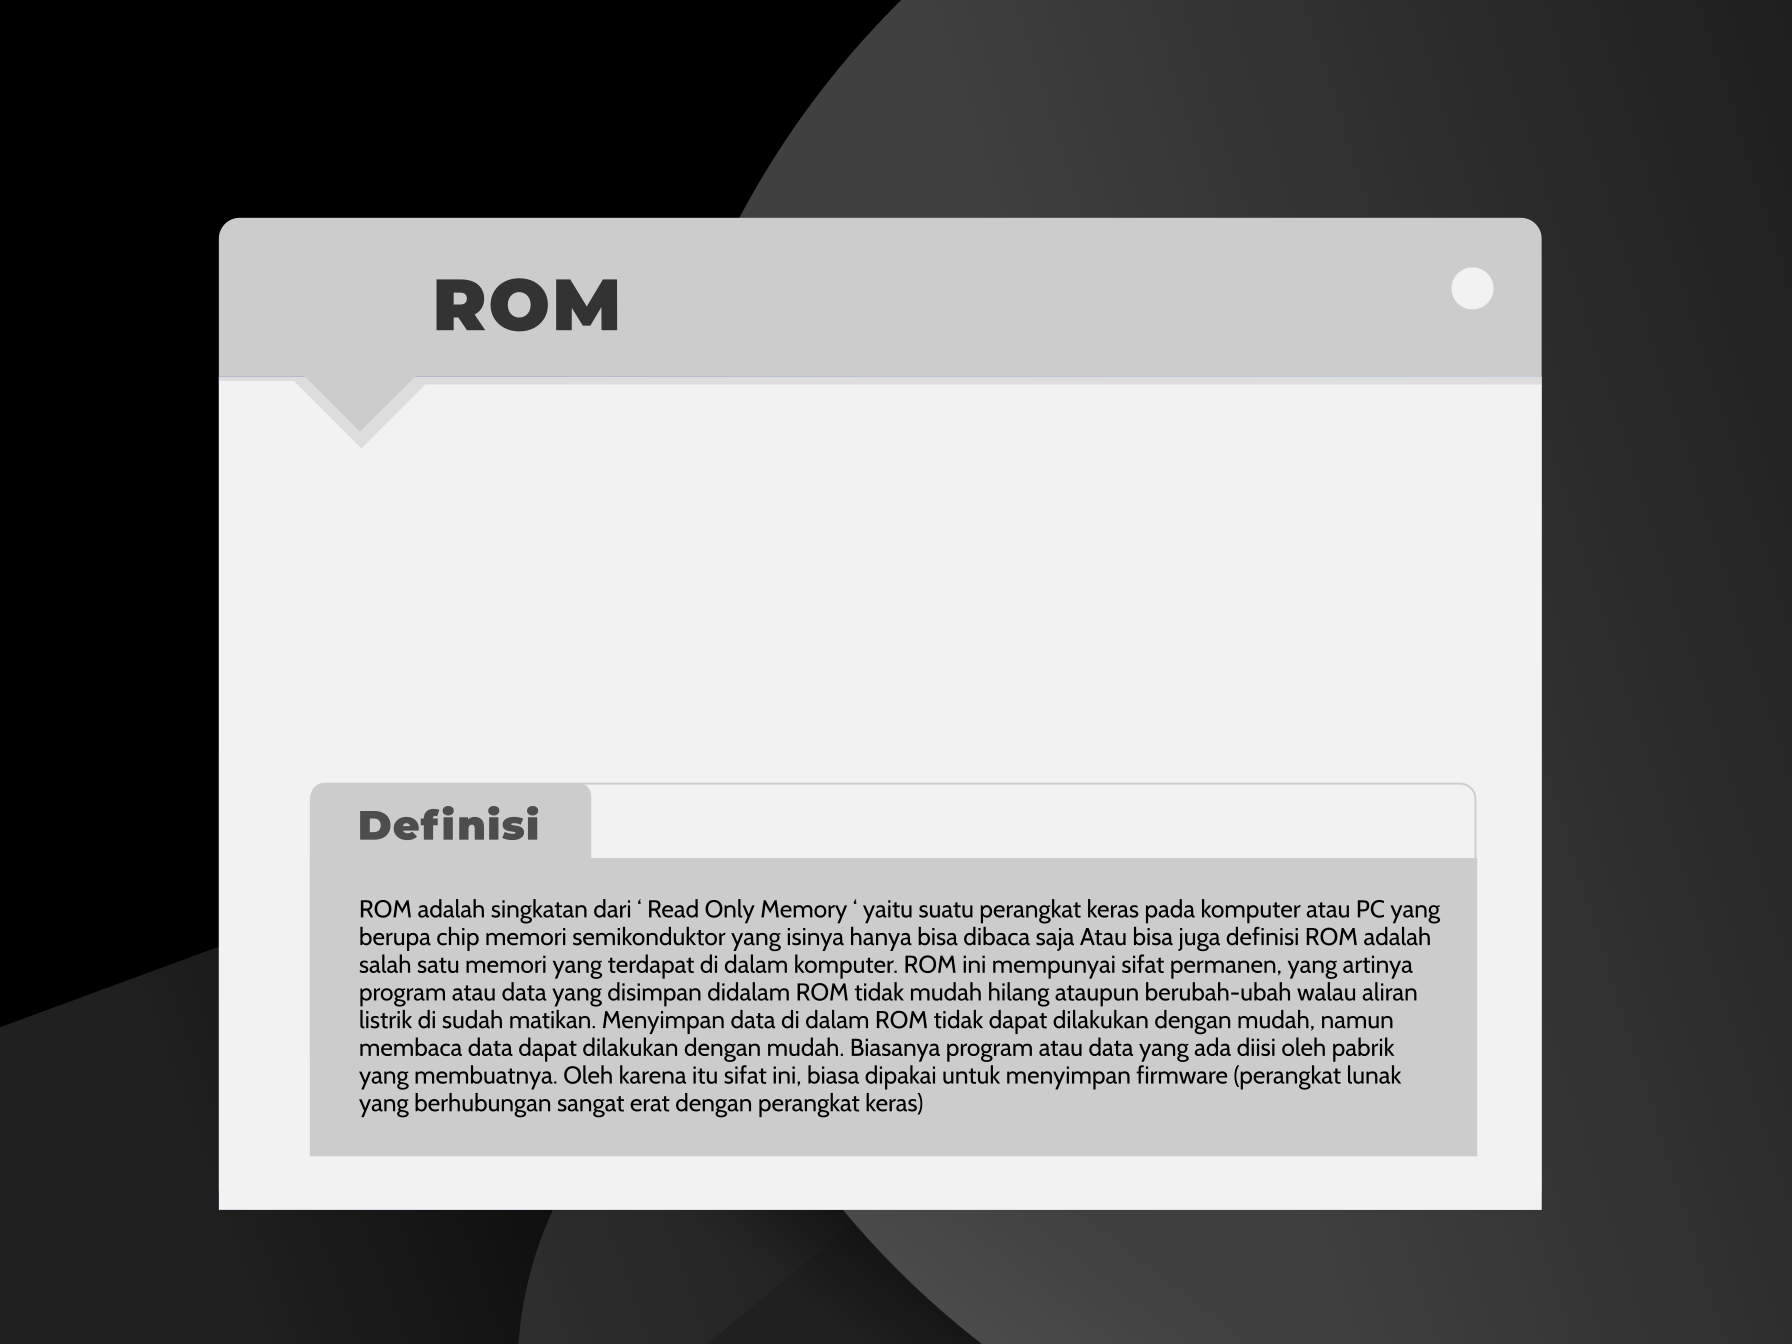 ROM
Definisi
ROM adalah singkatan dari ‘ Read Only Memory ‘ yaitu suatu perangkat keras pada komputer atau PC yang
berupa chip memori semikonduktor yang isinya hanya bisa dibaca saja Atau bisa juga definisi ROM adalah
salah satu memori yang terdapat di dalam komputer. ROM ini mempunyai sifat permanen, yang artinya
program atau data yang disimpan didalam ROM tidak mudah hilang ataupun berubah-ubah walau aliran
listrik di sudah matikan. Menyimpan data di dalam ROM tidak dapat dilakukan dengan mudah, namun
membaca data dapat dilakukan dengan mudah. Biasanya program atau data yang ada diisi oleh pabrik
yang membuatnya. Oleh karena itu sifat ini, biasa dipakai untuk menyimpan firmware (perangkat lunak
yang berhubungan sangat erat dengan perangkat keras)